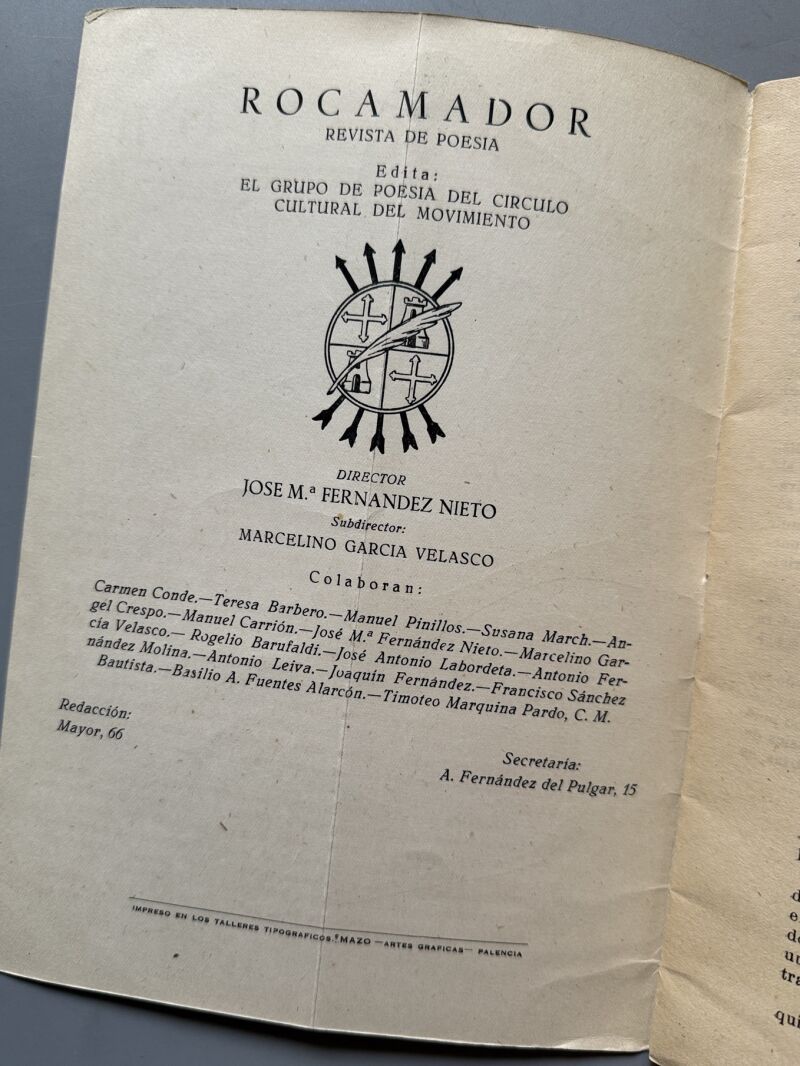 ROCAMADOR
REVISTA DE POESIA
Edita:
EL GRUPO DE POESIA DEL CIRCULO
CULTURAL DEL MOVIMIENTO
DIRECTOR
JOSE M.ª FERNANDEZ NIETO
Subdirector:
MARCELINO GARCIA VELASCO
Colaboran:
Carmen Conde.—Teresa Barbero.—Manuel Pinillos.—Susana March.—An-
gel Crespo.—Manuel Carrión.—José M.ª Fernández Nieto.—Marcelino Gar-
cía Velasco.— Rogelio Barufaldi.—José Antonio Labordeta.—Antonio Fer-
nández Molina.—Antonio Leiva.—Joaquín Fernández.—Francisco Sánchez
Bautista.—Basilio A. Fuentes Alarcón.—Timoteo Marquina Pardo, C. M.
Redacción:
Mayor, 66
Secretaría:
A. Fernández del Pulgar, 15
IMPRESO EN LOS TALLERES TIPOGRAFICOS. MAZO —ARTES GRAFICAS— PALENCIA